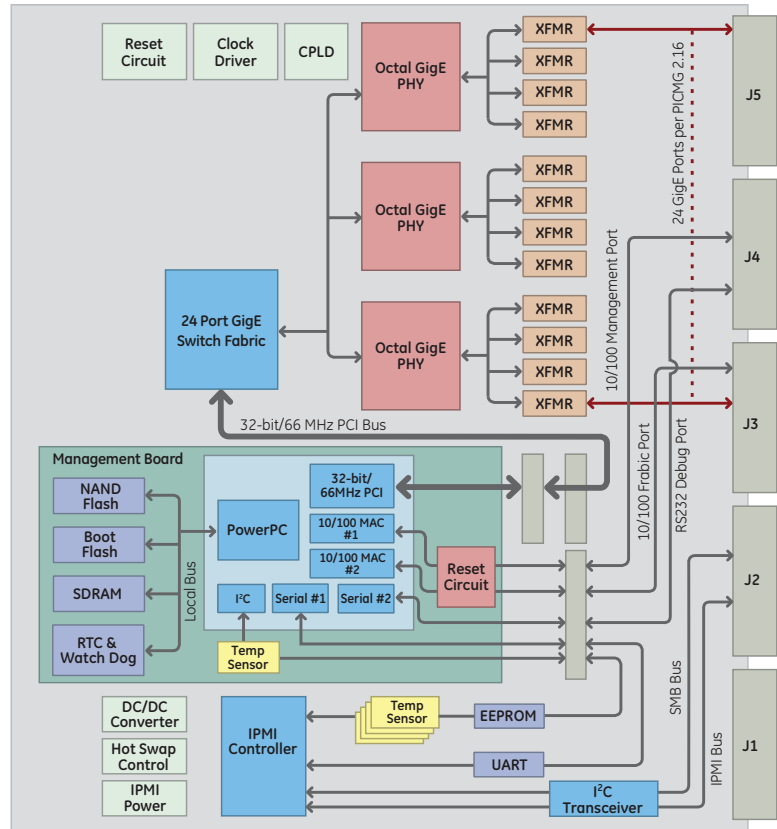 Reset
Circuit
Clock
Driver
CPLD
Octal GigE
PHY
XFMR
XFMR
XFMR
XFMR
J5
24 GigE Ports per PICMG 2.16
Octal GigE
PHY
XFMR
XFMR
XFMR
XFMR
J4
10/100 Management Port
24 Port GigE
Switch Fabric
Octal GigE
PHY
XFMR
XFMR
XFMR
XFMR
J3
10/100 Frabic Port
RS232 Debug Port
32-bit/66 MHz PCI Bus
Management Board
NAND
Flash
Boot
Flash
SDRAM
RTC &
Watch Dog
Local Bus
PowerPC
32-bit/
66MHz PCI
10/100 MAC
#1
10/100 MAC
#2
I²C
Serial #1
Serial #2
Temp
Sensor
Reset
Circuit
J2
SMB Bus
IPMI Bus
J1
DC/DC
Converter
Hot Swap
Control
IPMI
Power
IPMI
Controller
Temp
Sensor
EEPROM
UART
I²C
Transceiver